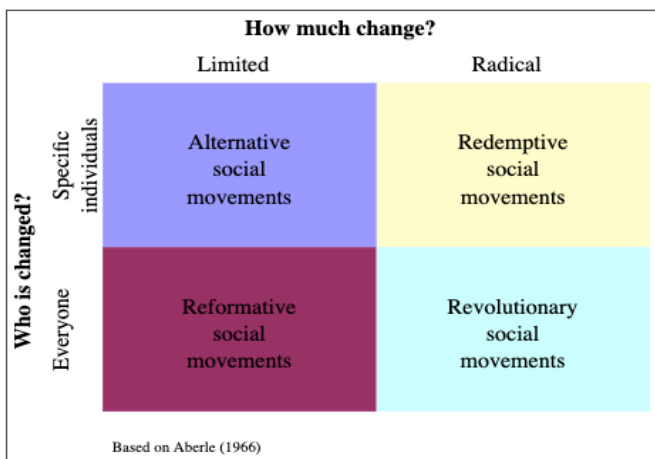 How much change?
Limited
Radical
Who is changed?
Specific
individuals
Alternative
social
movements
Redemptive
social
movements
Everyone
Reformative
social
movements
Revolutionary
social
movements
Based on Aberle (1966)